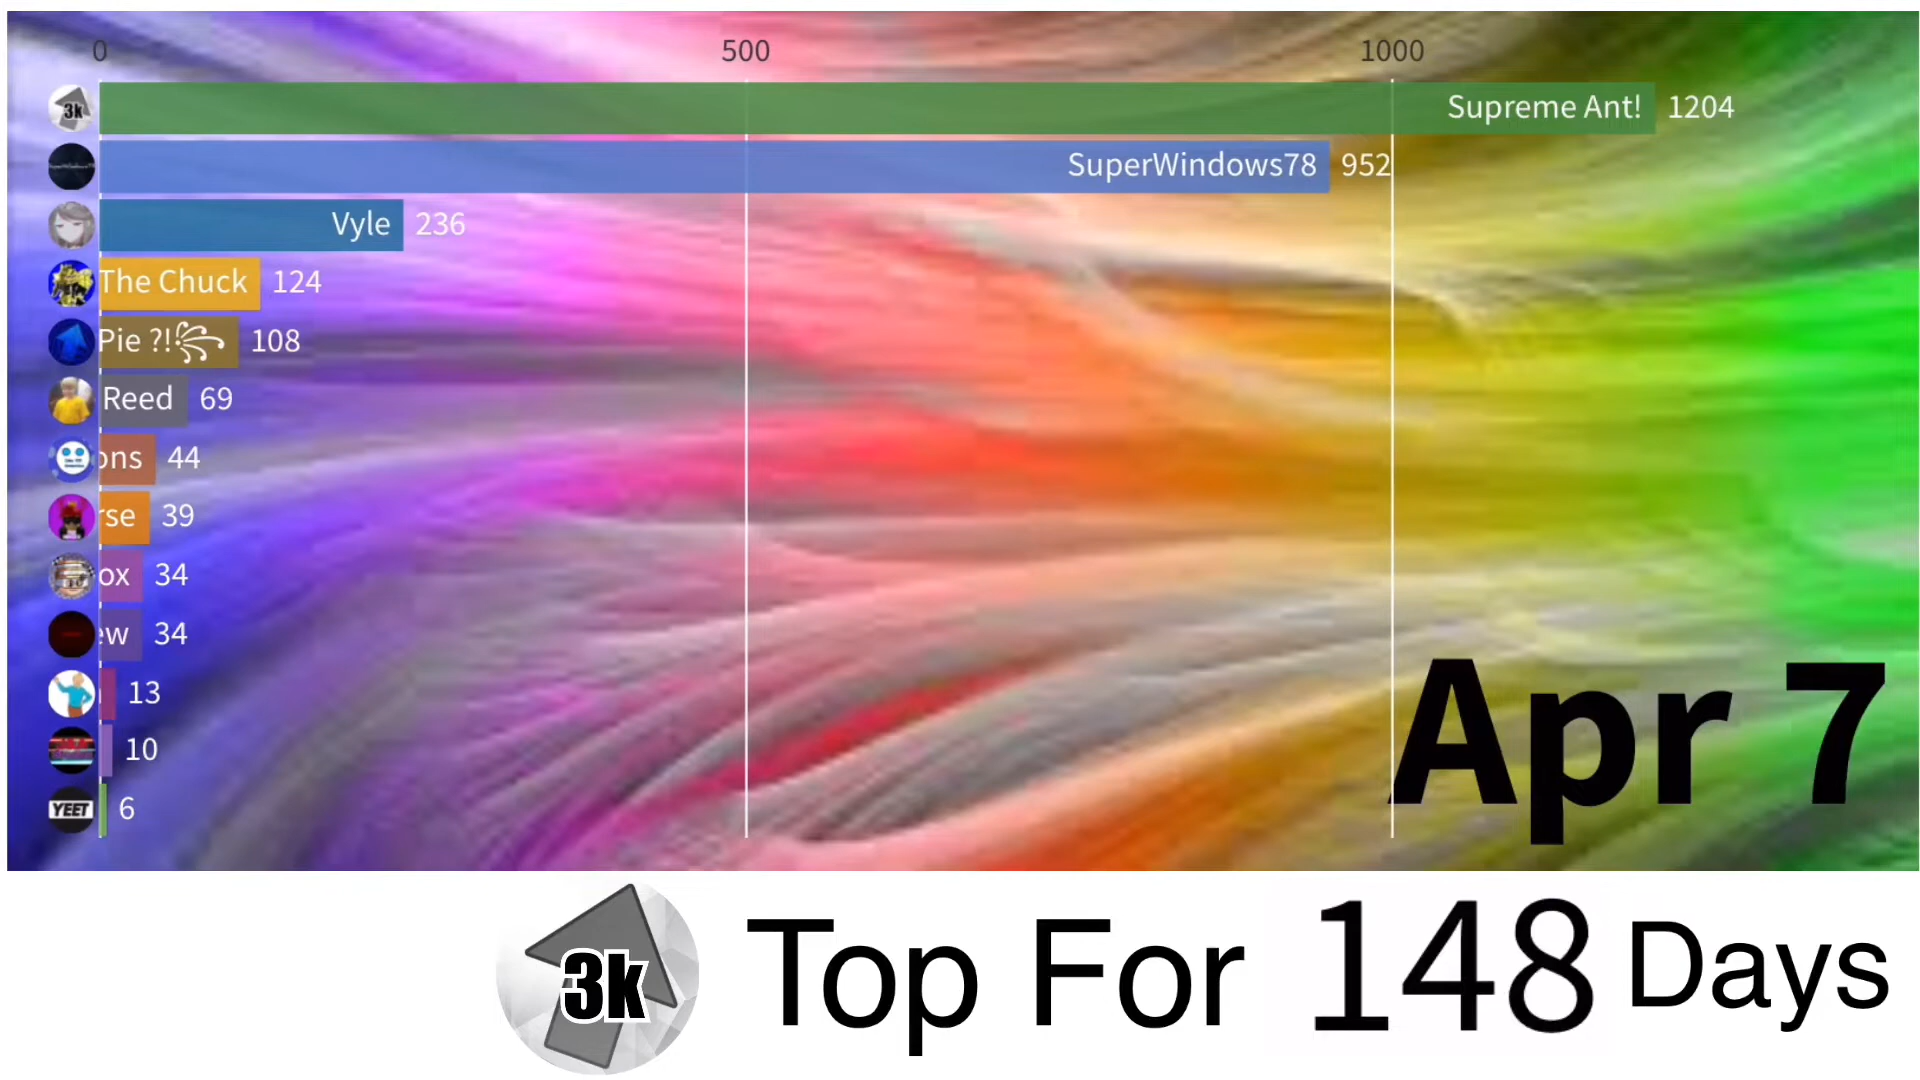 0 500 1000
3k Supreme Ant! 1204
SuperWindows78 952
Vyle 236
The Chuck 124
Pie ?!꧂ 108
Reed 69
ons 44
rse 39
ox 34
ew 34
13
10
YEET 6
Apr 7
3k Top For 148 Days